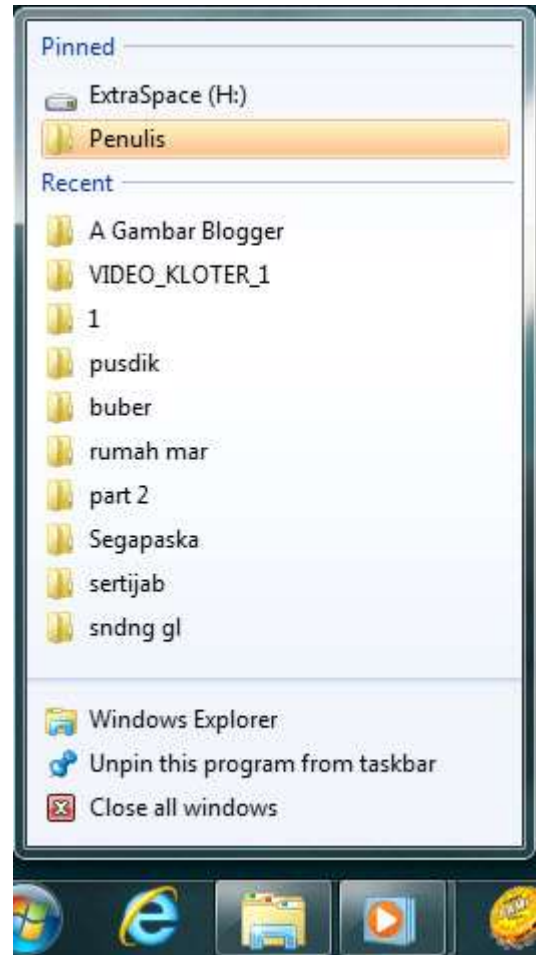 Pinned
ExtraSpace (H:)
Penulis
Recent
A Gambar Blogger
VIDEO_KLOTER_1
1
pusdik
buber
rumah mar
part 2
Segapaska
sertijab
sndng gl
Windows Explorer
Unpin this program from taskbar
Close all windows